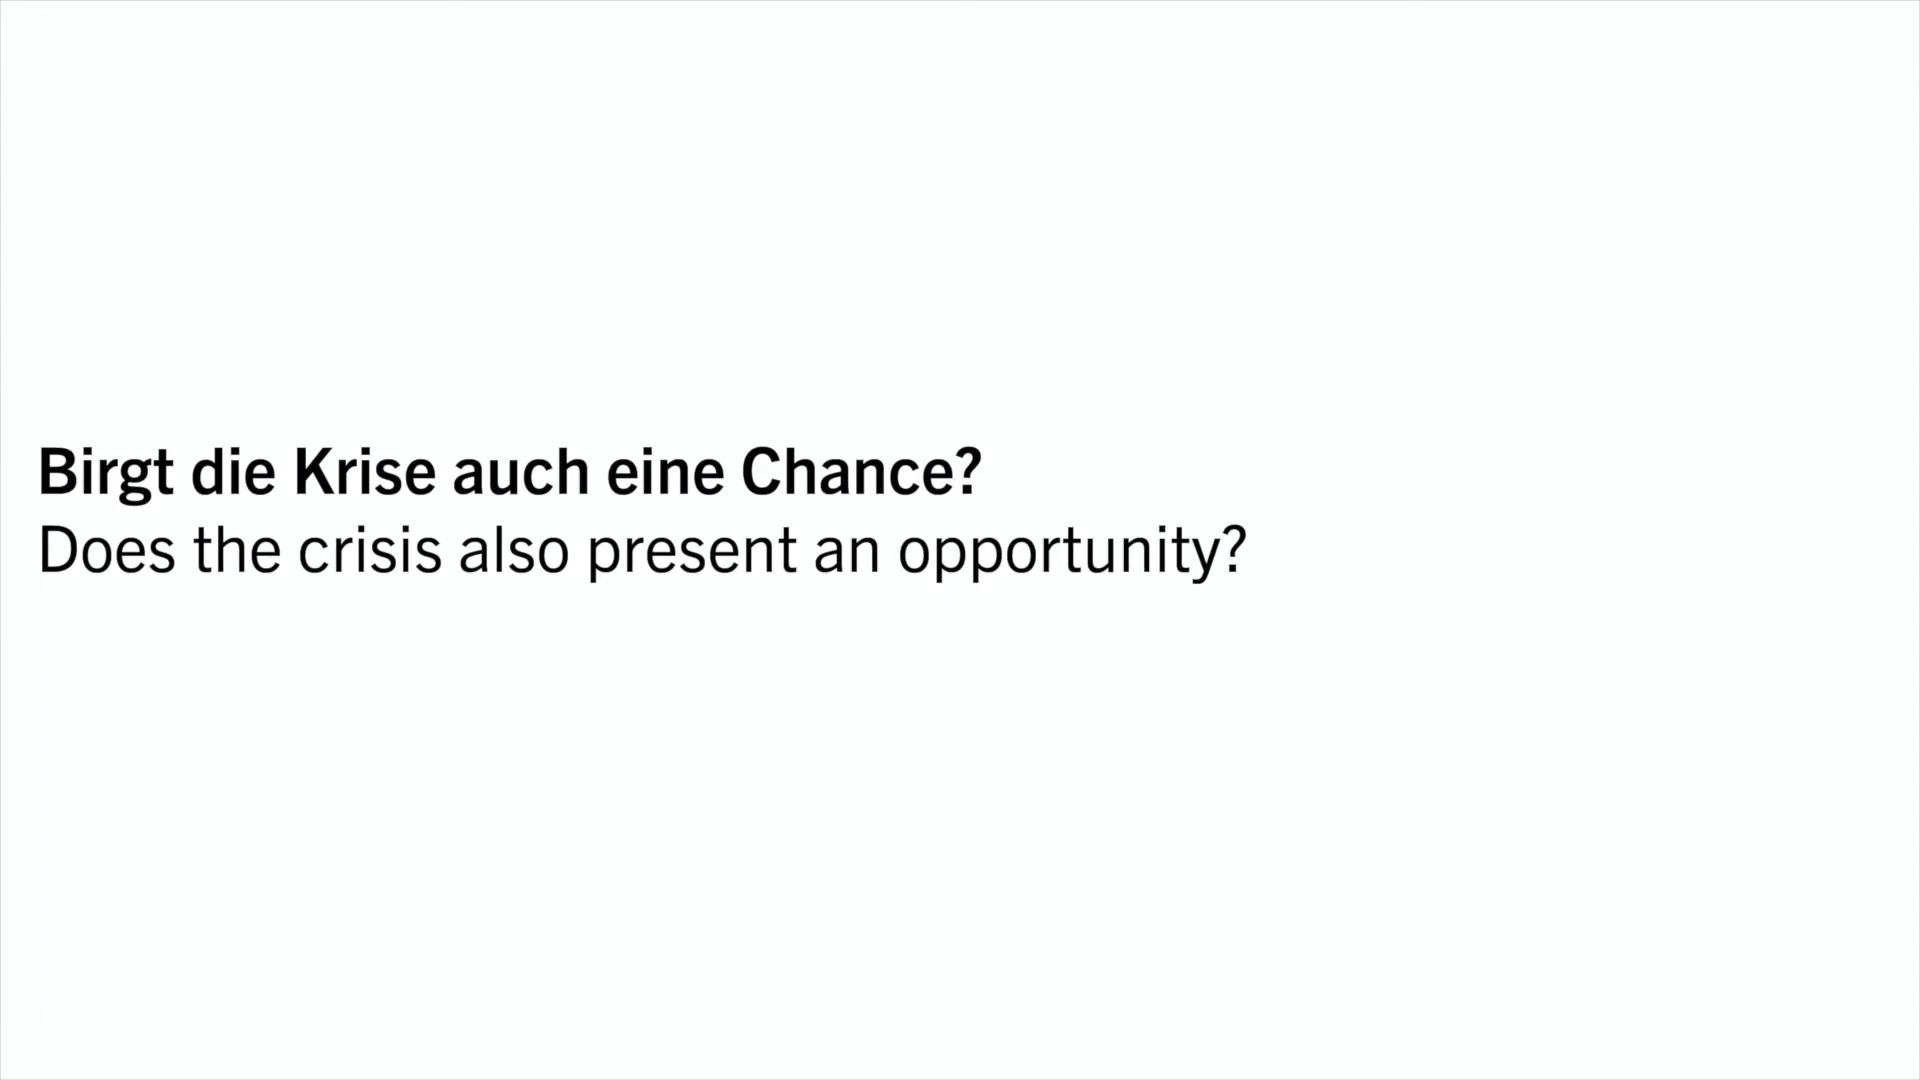 Birgt die Krise auch eine Chance?
Does the crisis also present an opportunity?